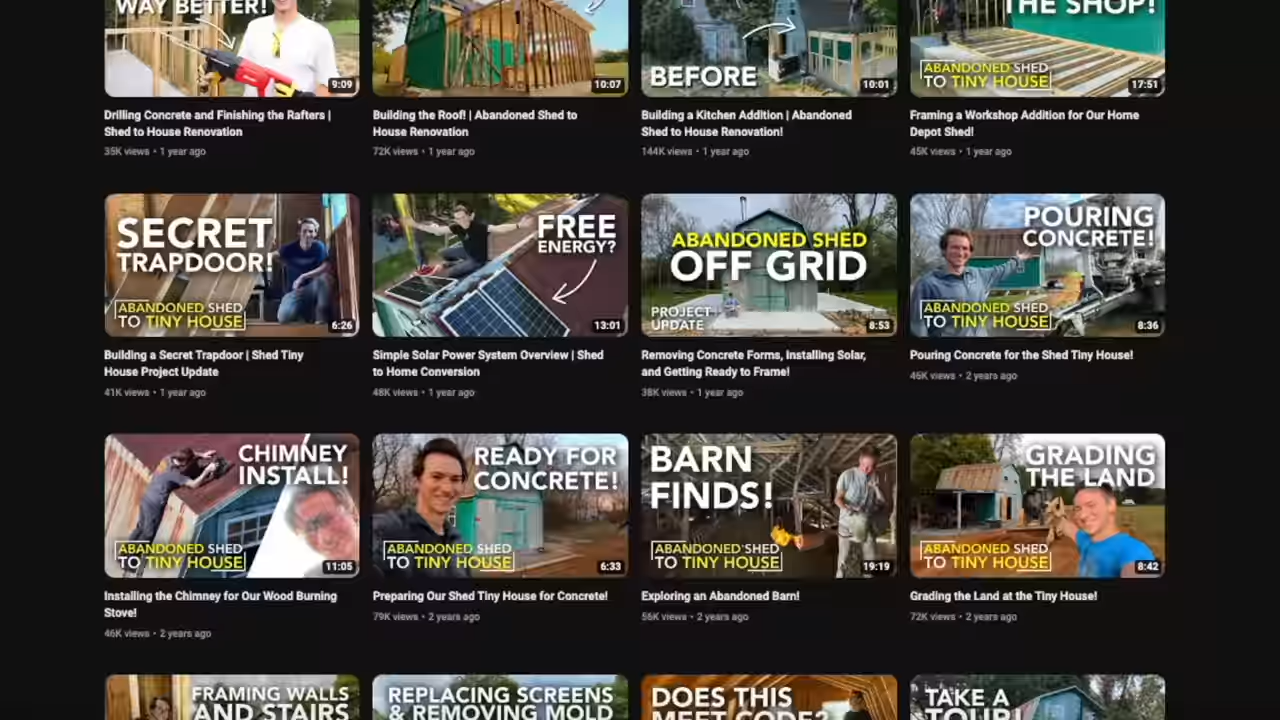 WAY BETTER!
9:09
10:07
BEFORE
10:01
THE SHOP!
ABANDONED SHED
TO TINY HOUSE
17:51
Drilling Concrete and Finishing the Rafters |
Shed to House Renovation
35K views • 1 year ago
Building the Roof! | Abandoned Shed to
House Renovation
72K views • 1 year ago
Building a Kitchen Addition | Abandoned
Shed to House Renovation!
144K views • 1 year ago
Framing a Workshop Addition for Our Home
Depot Shed!
45K views • 1 year ago
SECRET
TRAPDOOR!
ABANDONED SHED
TO TINY HOUSE
6:26
FREE
ENERGY?
13:01
ABANDONED SHED
OFF GRID
PROJECT
UPDATE
8:53
POURING
CONCRETE!
ABANDONED SHED
TO TINY HOUSE
8:36
Building a Secret Trapdoor | Shed Tiny
House Project Update
41K views • 1 year ago
Simple Solar Power System Overview | Shed
to Home Conversion
48K views • 1 year ago
Removing Concrete Forms, Installing Solar,
and Getting Ready to Frame!
38K views • 1 year ago
Pouring Concrete for the Shed Tiny House!
46K views • 2 years ago
CHIMNEY
INSTALL!
ABANDONED SHED
TO TINY HOUSE
11:05
READY FOR
CONCRETE!
ABANDONED SHED
TO TINY HOUSE
6:33
BARN
FINDS!
ABANDONED SHED
TO TINY HOUSE
19:19
GRADING
THE LAND
ABANDONED SHED
TO TINY HOUSE
8:42
Installing the Chimney for Our Wood Burning
Stove!
46K views • 2 years ago
Preparing Our Shed Tiny House for Concrete!
79K views • 2 years ago
Exploring an Abandoned Barn!
56K views • 2 years ago
Grading the Land at the Tiny House!
72K views • 2 years ago
FRAMING WALLS
AND STAIRS
REPLACING SCREENS
& REMOVING MOLD
DOES THIS
MEET CODE?
TAKE A
TOUR!